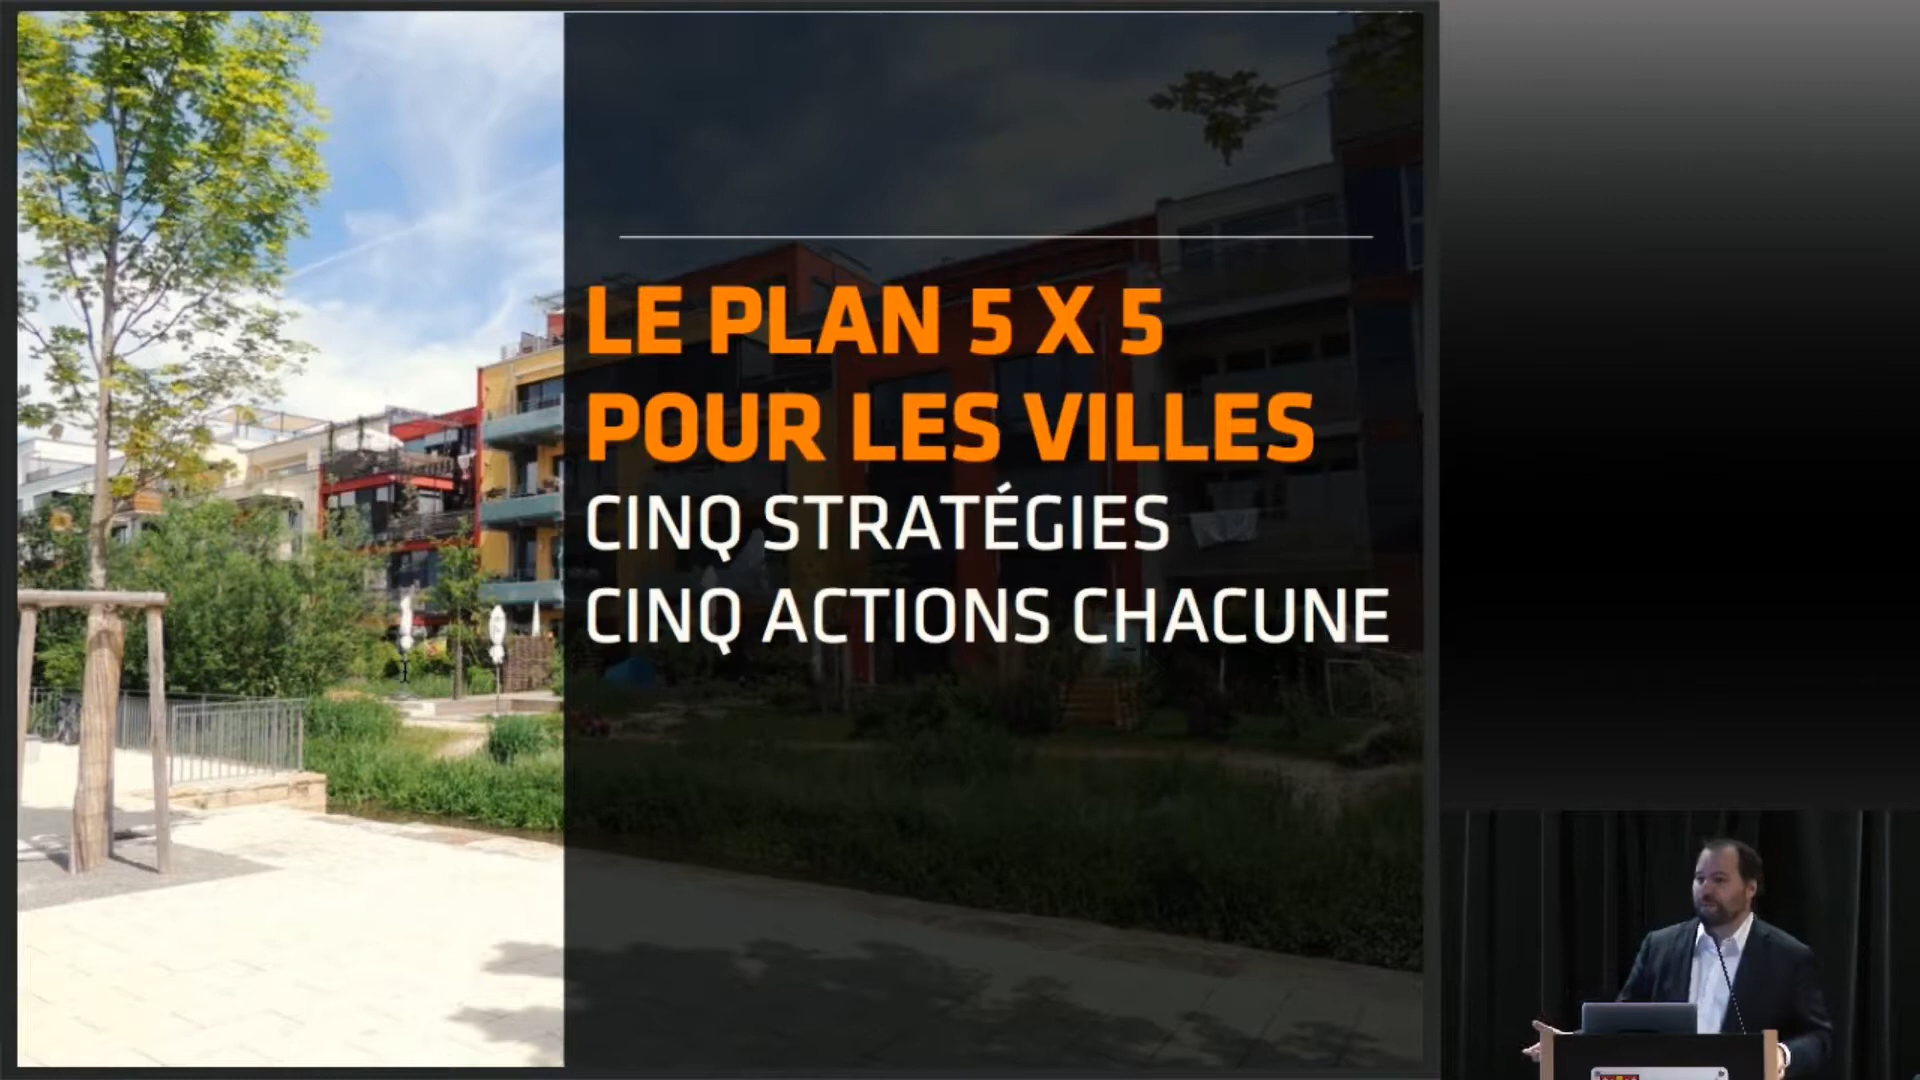 LE PLAN 5 X 5
POUR LES VILLES
CINQ STRATÉGIES
CINQ ACTIONS CHACUNE